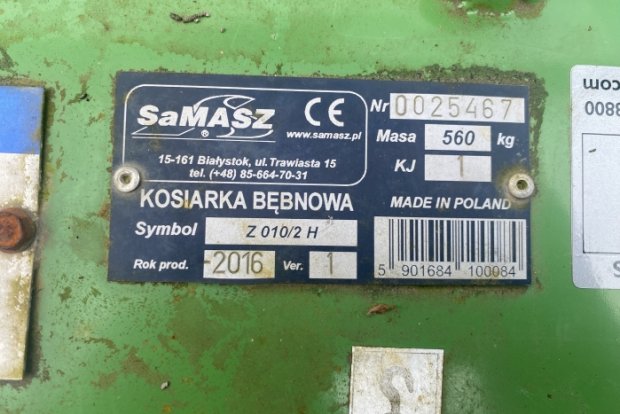 SaMASZ
®
CE
www.samasz.pl
15-161 Białystok, ul. Trawiasta 15
tel. (+48) 85-664-70-31
Nr 0025467
Masa 560 kg
KJ 1
KOSIARKA BĘBNOWA
MADE IN POLAND
Symbol Z 010/2 H
Rok prod. 2016 Ver. 1
5 901684 100084